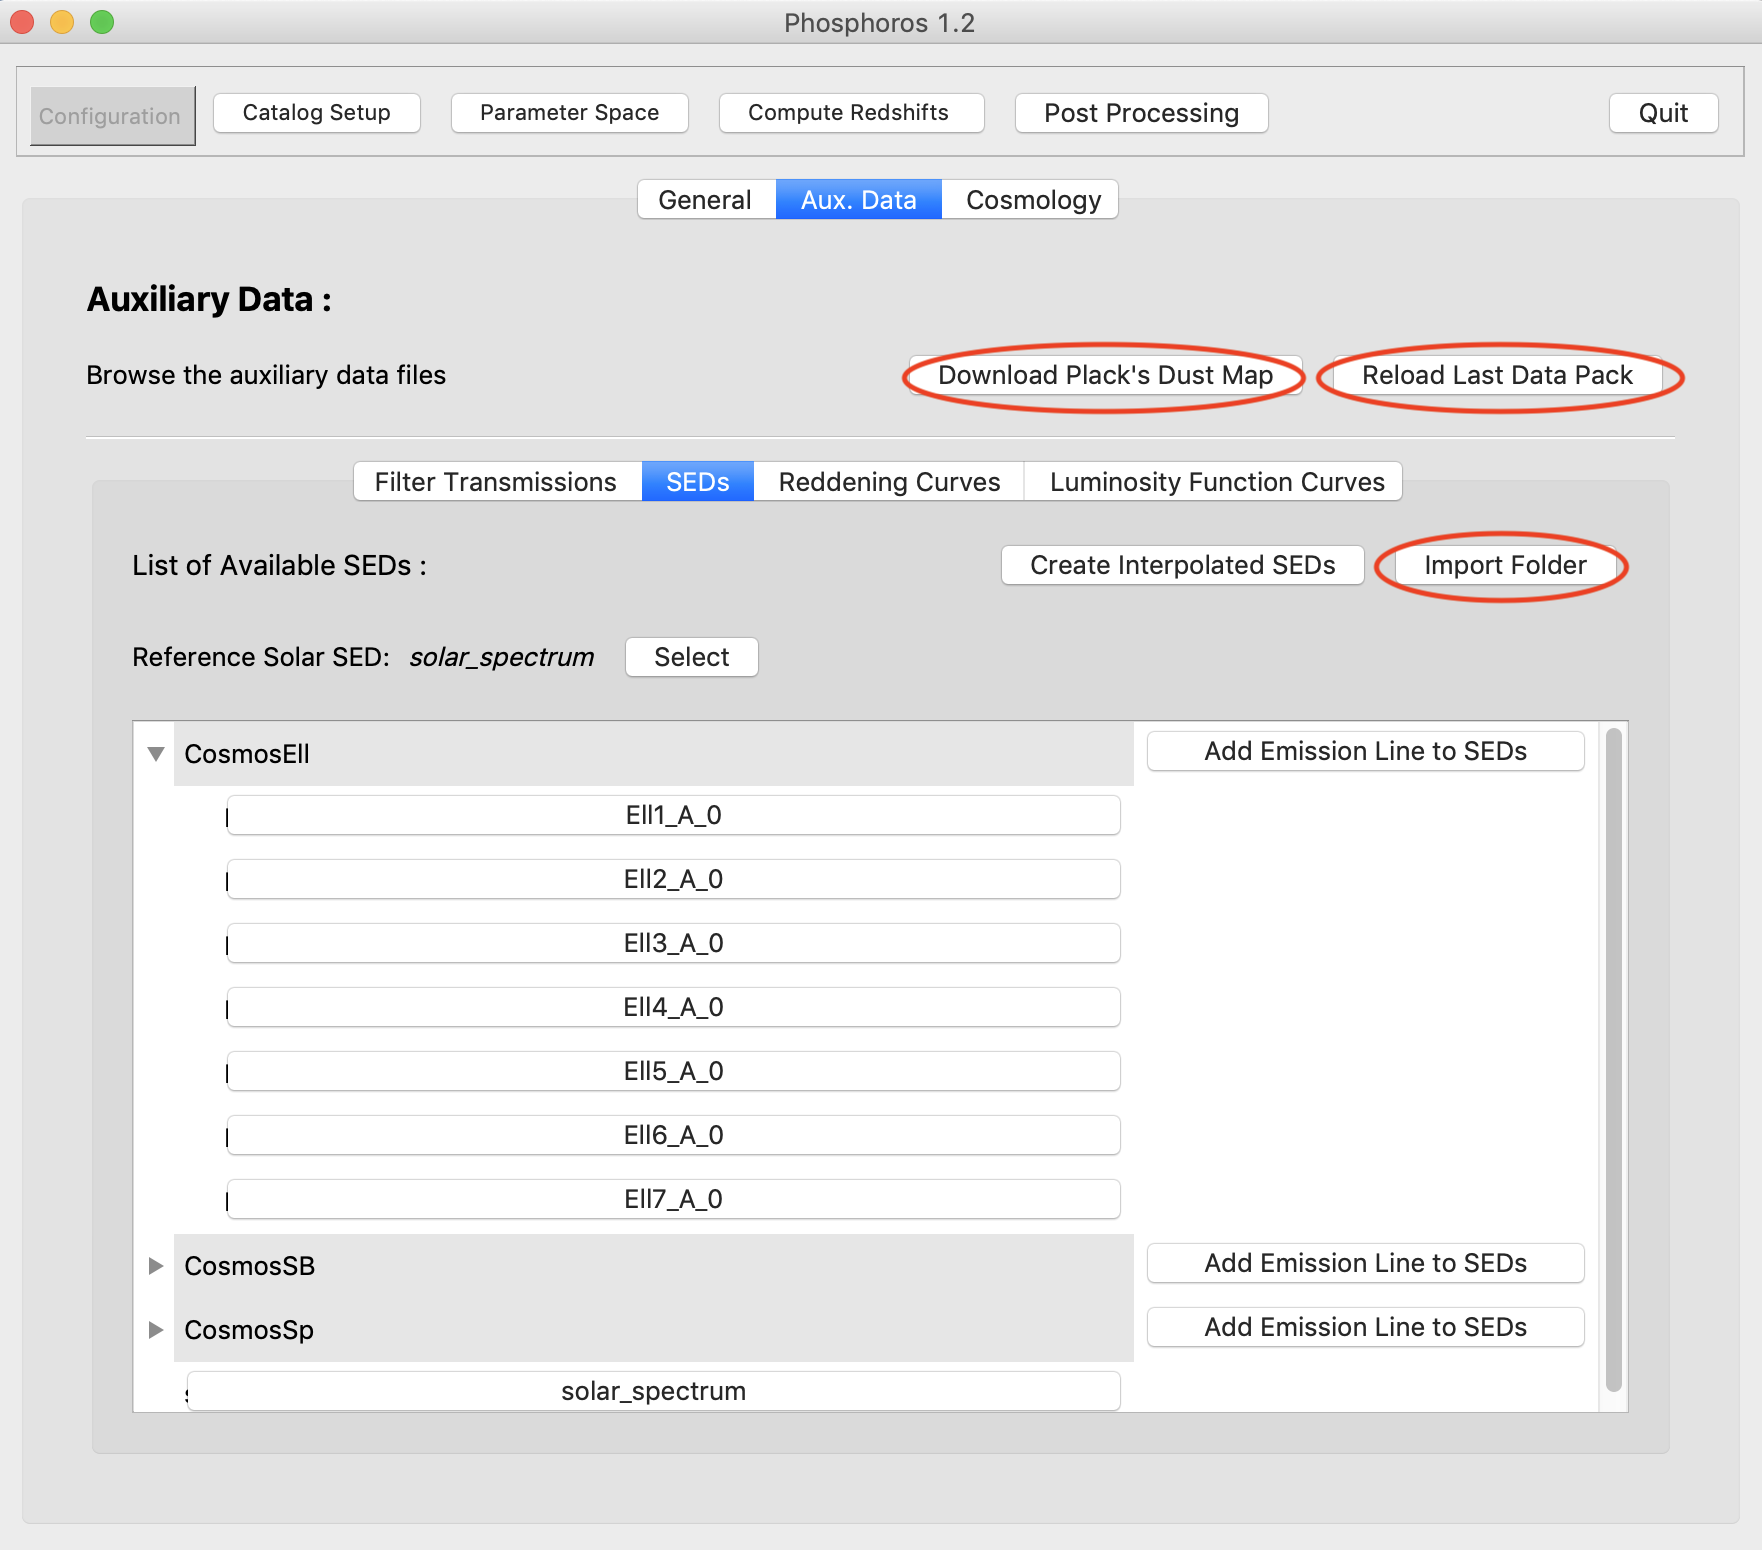 Phosphoros 1.2
Configuration Catalog Setup Parameter Space Compute Redshifts Post Processing Quit
General Aux. Data Cosmology
Auxiliary Data :
Browse the auxiliary data files Download Plack's Dust Map Reload Last Data Pack
Filter Transmissions SEDs Reddening Curves Luminosity Function Curves
List of Available SEDs : Create Interpolated SEDs Import Folder
Reference Solar SED: solar_spectrum Select
CosmosEll Add Emission Line to SEDs
Ell1_A_0
Ell2_A_0
Ell3_A_0
Ell4_A_0
Ell5_A_0
Ell6_A_0
Ell7_A_0
CosmosSB Add Emission Line to SEDs
CosmosSp Add Emission Line to SEDs
solar_spectrum